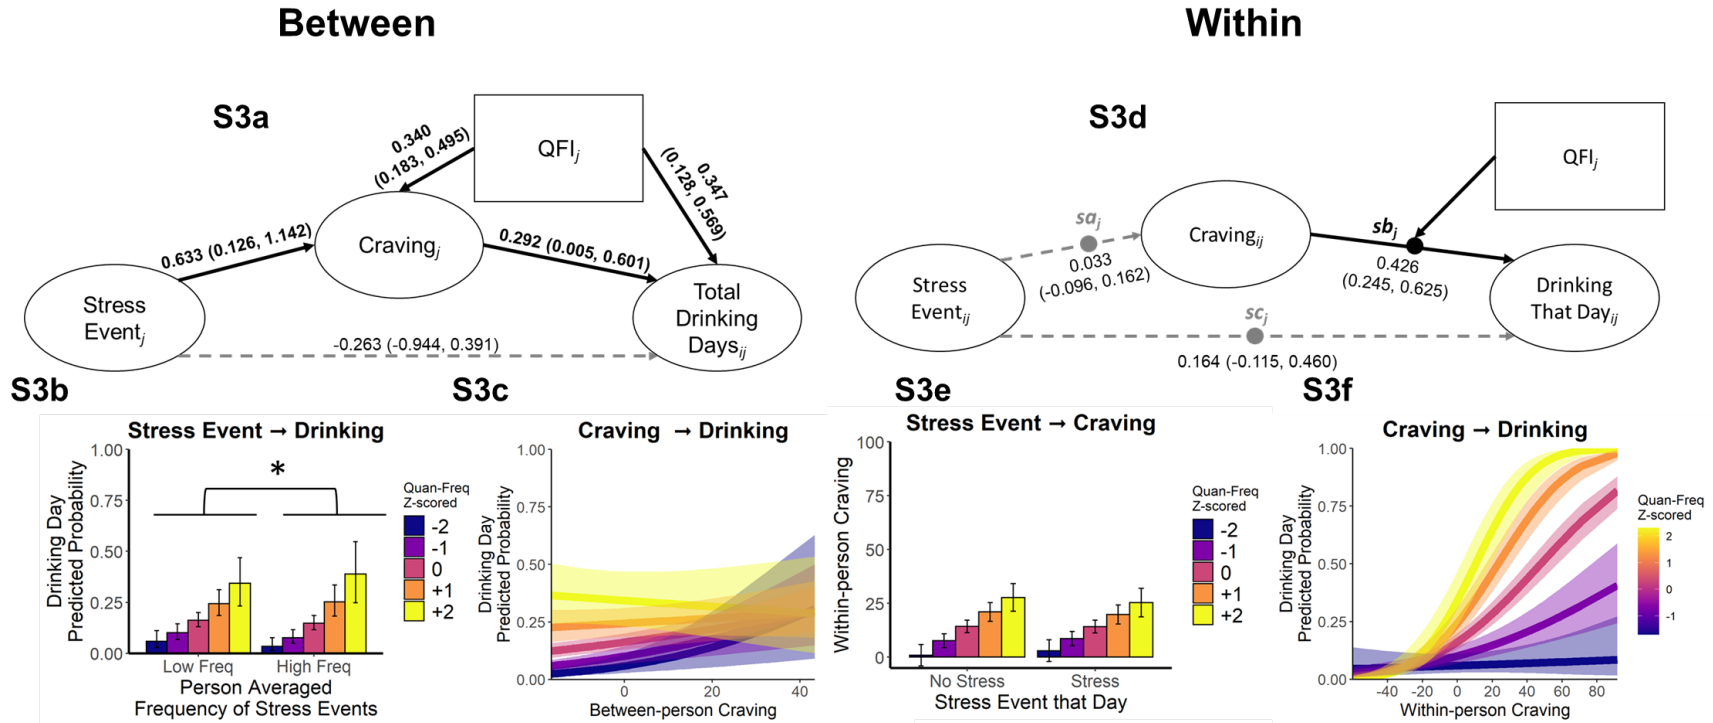 Between
Within
S3a
0.340
(0.183, 0.495)
QFIj
0.347
(0.128, 0.569)
0.633 (0.126, 1.142)
Cravingj
0.292 (0.005, 0.601)
Stress
Eventj
Total
Drinking
Daysij
-0.263 (-0.944, 0.391)
S3d
QFIj
saj
Cravingij
sbj
0.033
(-0.096, 0.162)
0.426
(0.245, 0.625)
Stress
Eventij
Drinking
That Dayij
scj
0.164 (-0.115, 0.460)
S3b
Stress Event → Drinking
Drinking Day
Predicted Probability
1.00
0.75
0.50
0.25
0.00
*
Low Freq
High Freq
Person Averaged
Frequency of Stress Events
Quan-Freq
Z-scored
-2
-1
0
+1
+2
S3c
Craving → Drinking
Drinking Day
Predicted Probability
1.00
0.75
0.50
0.25
0.00
0
20
40
Between-person Craving
S3e
Stress Event → Craving
Within-person Craving
100
75
50
25
0
No Stress
Stress
Stress Event that Day
Quan-Freq
Z-scored
-2
-1
0
+1
+2
S3f
Craving → Drinking
Drinking Day
Predicted Probability
1.00
0.75
0.50
0.25
0.00
-40
-20
0
20
40
60
80
Within-person Craving
Quan-Freq
Z-scored
2
1
0
-1